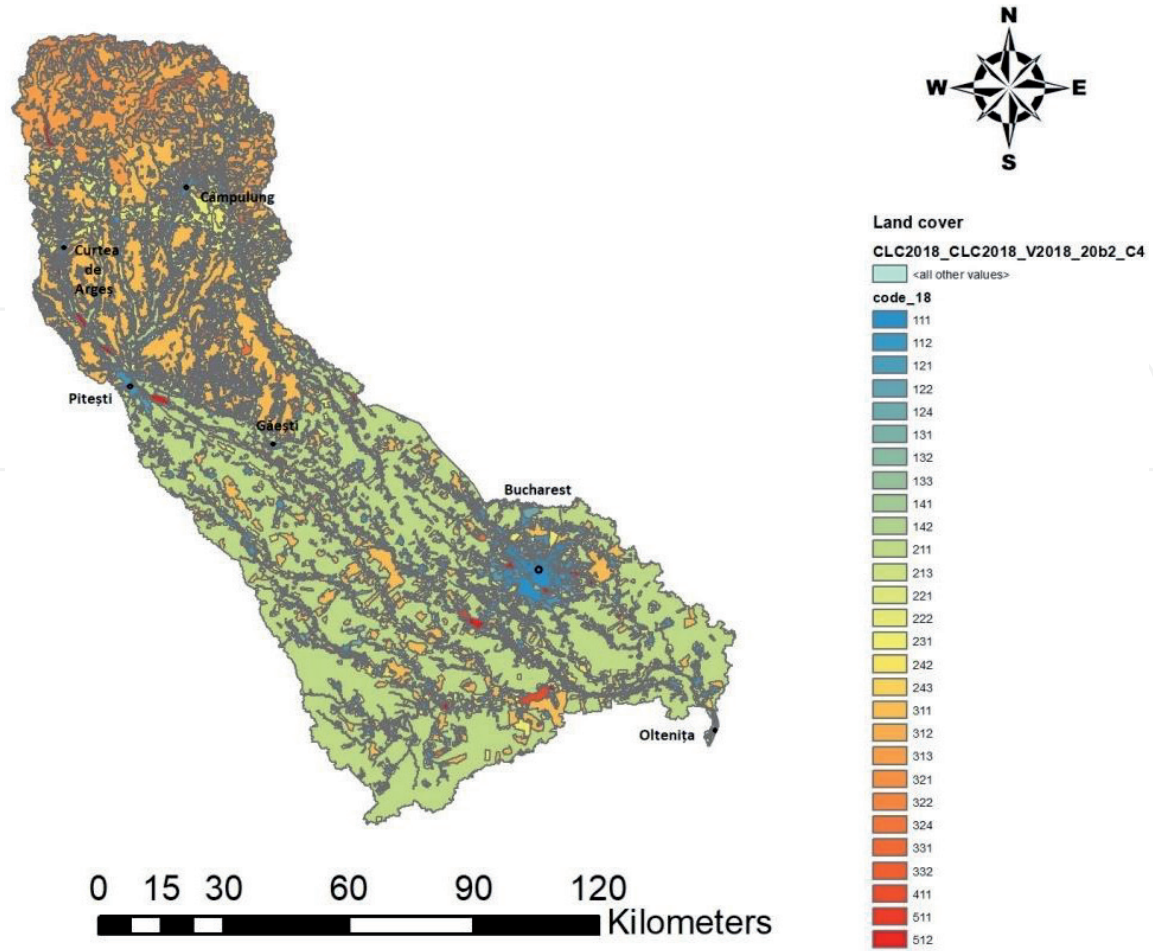 N
W
E
S
Câmpulung
Curtea
de
Argeș
Pitești
Găești
Bucharest
Oltenița
Land cover
CLC2018_CLC2018_V2018_20b2_C4
<all other values>
code_18
111
112
121
122
124
131
132
133
141
142
211
213
221
222
231
242
243
311
312
313
321
322
324
331
332
411
511
512
0 15 30 60 90 120
Kilometers